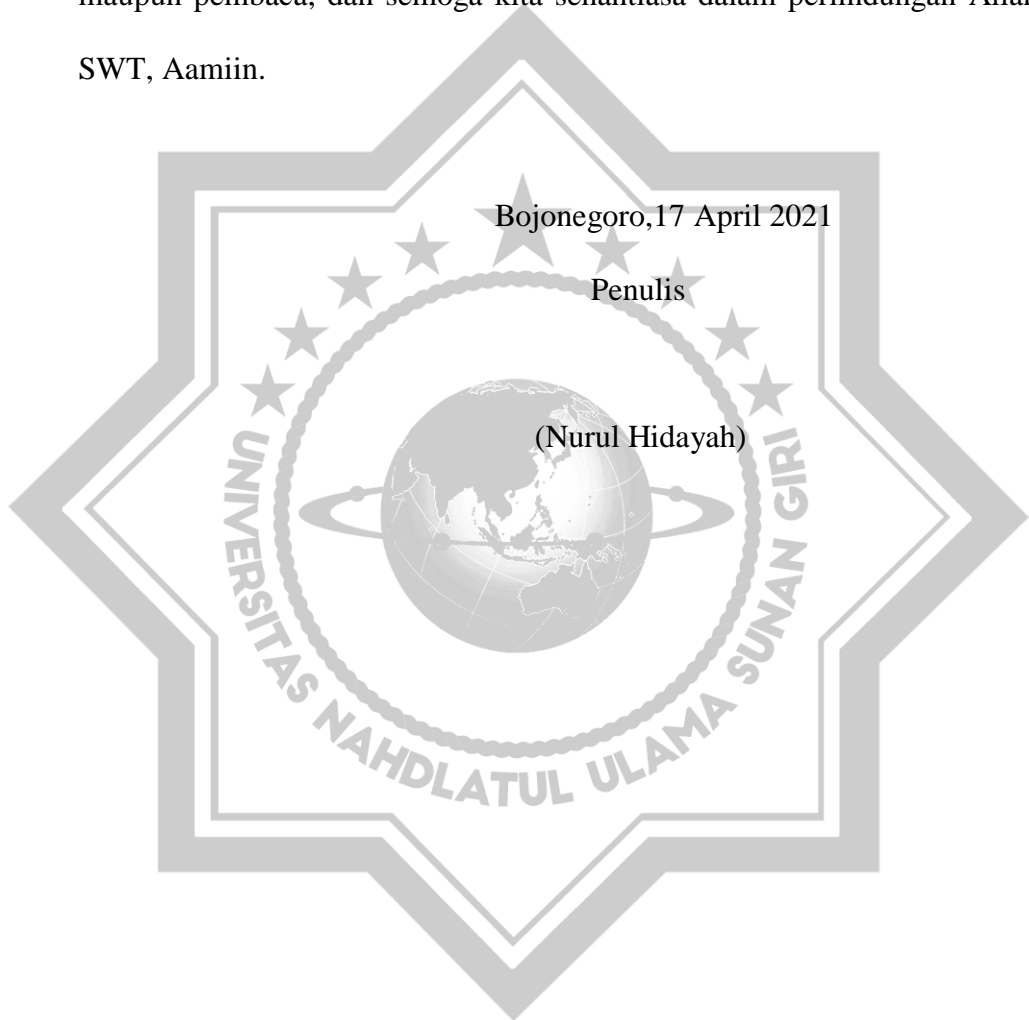 maupun pembaca, dan semoga kita senantiasa dalam perlindungan Allah
SWT, Aamiin.
Bojonegoro,17 April 2021
Penulis
(Nurul Hidayah)
UNIVERSITAS NAHDLATUL ULAMA SUNAN GIRI